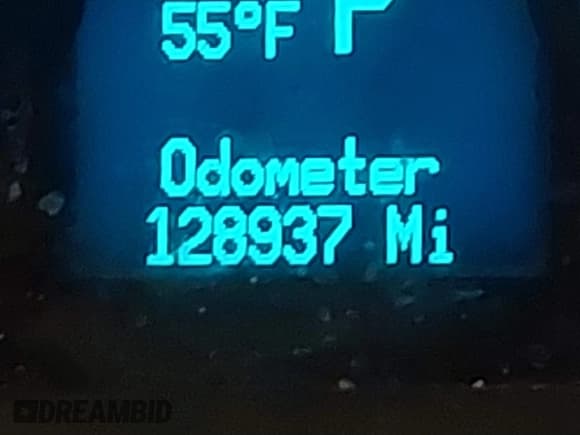 55°F P
Odometer
128937 Mi
DREAMBID